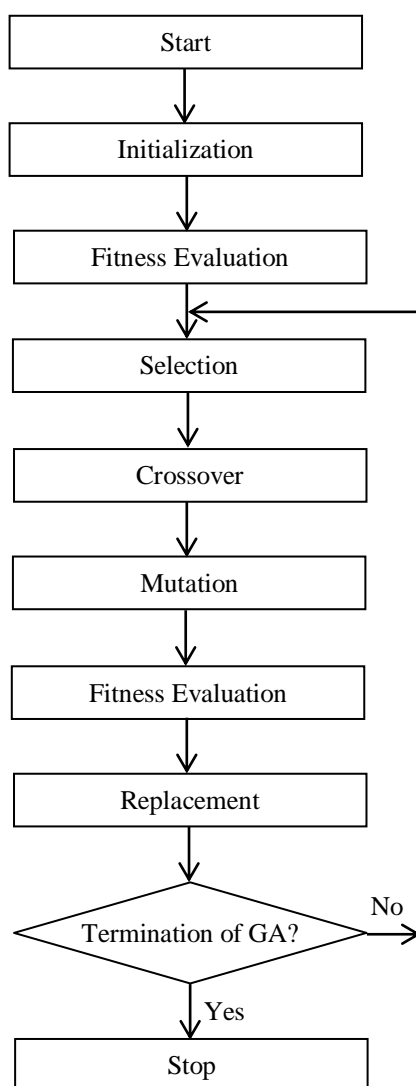 Start
Initialization
Fitness Evaluation
Selection
Crossover
Mutation
Fitness Evaluation
Replacement
Termination of GA?
No
Yes
Stop